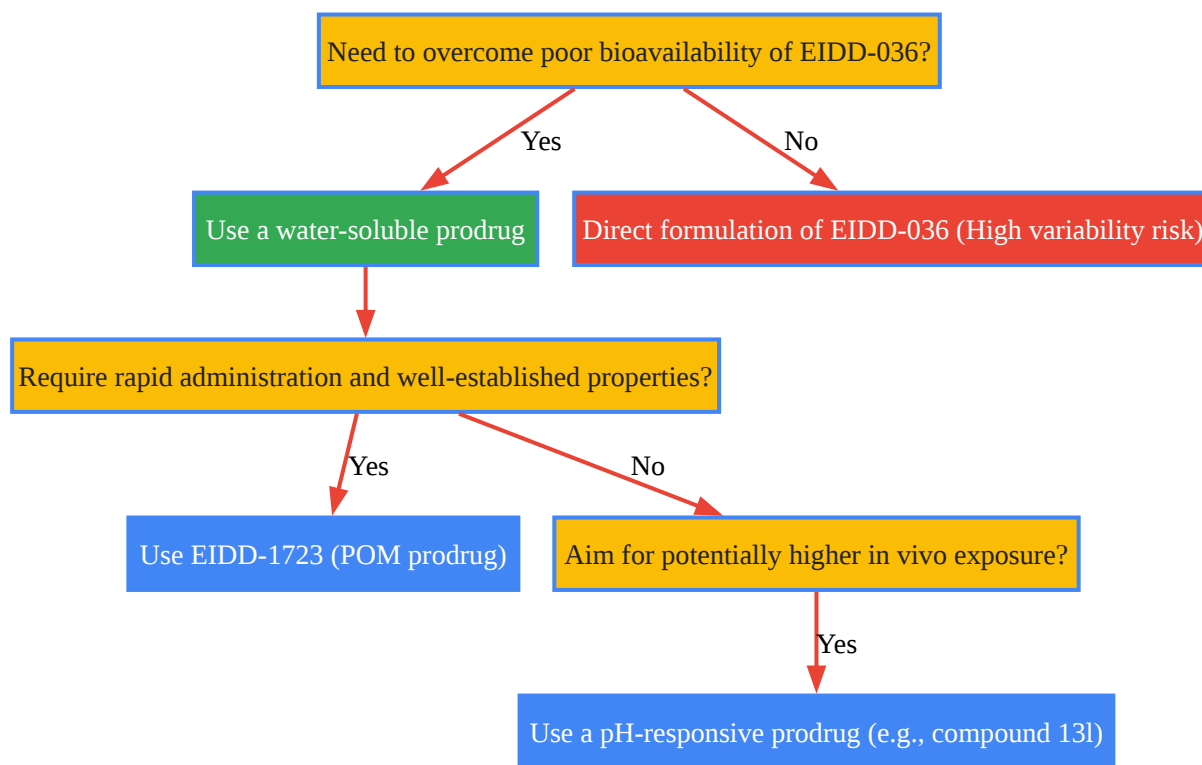 Need to overcome poor bioavailability of EIDD-036?
Yes
No
Use a water-soluble prodrug
Direct formulation of EIDD-036 (High variability risk)
Require rapid administration and well-established properties?
Yes
No
Use EIDD-1723 (POM prodrug)
Aim for potentially higher in vivo exposure?
Yes
Use a pH-responsive prodrug (e.g., compound 13l)